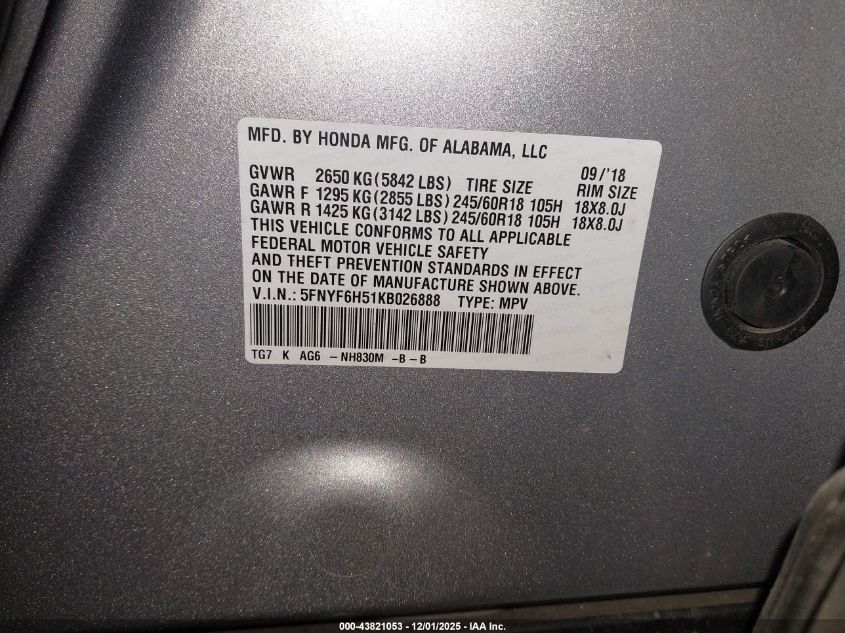 MFD. BY HONDA MFG. OF ALABAMA, LLC
09/'18
GVWR 2650 KG(5842 LBS) TIRE SIZE RIM SIZE
GAWR F 1295 KG(2855 LBS) 245/60R18 105H 18X8.0J
GAWR R 1425 KG(3142 LBS) 245/60R18 105H 18X8.0J
THIS VEHICLE CONFORMS TO ALL APPLICABLE
FEDERAL MOTOR VEHICLE SAFETY
AND THEFT PREVENTION STANDARDS IN EFFECT
ON THE DATE OF MANUFACTURE SHOWN ABOVE.
V.I.N.: 5FNYF6H51KB026888 TYPE: MPV
TG7 K AG6 -NH830M -B-B
000-43821053 - 12/01/2025 - IAA Inc.